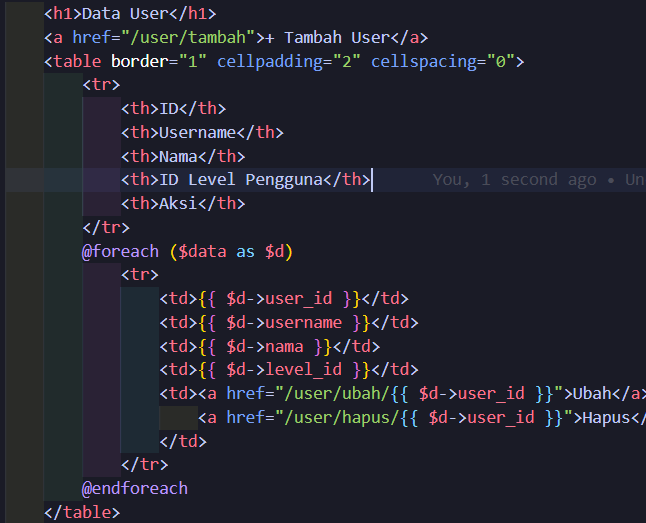 <h1>Data User</h1>
<a href="/user/tambah">+ Tambah User</a>
<table border="1" cellpadding="2" cellspacing="0">
<tr>
<th>ID</th>
<th>Username</th>
<th>Nama</th>
<th>ID Level Pengguna</th> You, 1 second ago • Un
<th>Aksi</th>
</tr>
@foreach ($data as $d)
<tr>
<td>{{ $d->user_id }}</td>
<td>{{ $d->username }}</td>
<td>{{ $d->nama }}</td>
<td>{{ $d->level_id }}</td>
<td><a href="/user/ubah/{{ $d->user_id }}">Ubah</a>
<a href="/user/hapus/{{ $d->user_id }}">Hapus</
</td>
</tr>
@endforeach
</table>